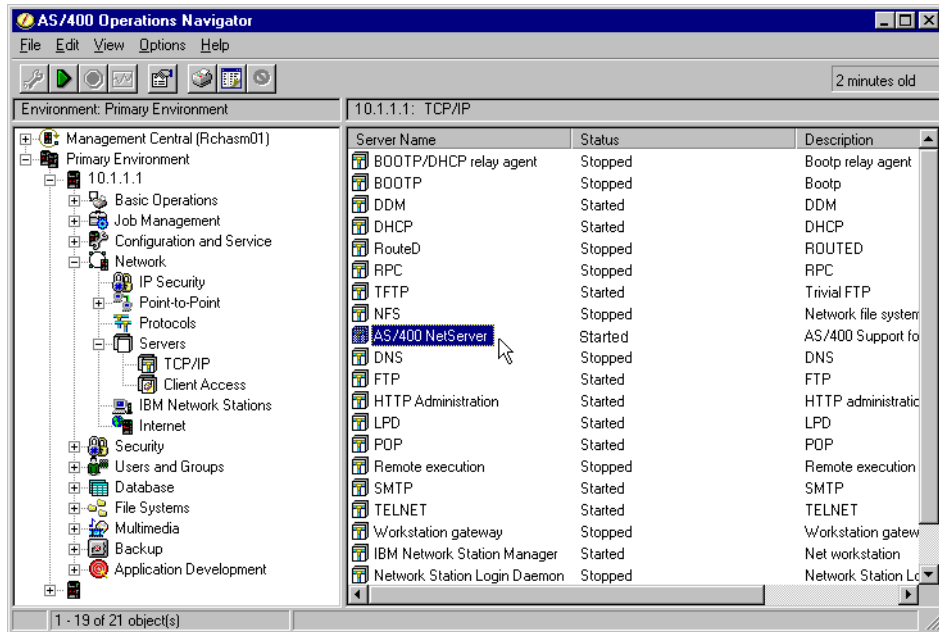 AS/400 Operations Navigator
File Edit View Options Help
2 minutes old
Environment: Primary Environment
10.1.1.1: TCP/IP
Management Central (Rchasm01)
Primary Environment
10.1.1.1
Basic Operations
Job Management
Configuration and Service
Network
IP Security
Point-to-Point
Protocols
Servers
TCP/IP
Client Access
IBM Network Stations
Internet
Security
Users and Groups
Database
File Systems
Multimedia
Backup
Application Development
Server Name Status Description
BOOTP/DHCP relay agent Stopped Bootp relay agent
BOOTP Stopped Bootp
DDM Started DDM
DHCP Started DHCP
RouteD Stopped ROUTED
RPC Stopped RPC
TFTP Started Trivial FTP
NFS Stopped Network file system
AS/400 NetServer Started AS/400 Support fo
DNS Stopped DNS
FTP Started FTP
HTTP Administration Started HTTP administratic
LPD Started LPD
POP Started POP
Remote execution Stopped Remote execution
SMTP Started SMTP
TELNET Started TELNET
Workstation gateway Stopped Workstation gatew
IBM Network Station Manager Started Net workstation
Network Station Login Daemon Stopped Network Station Lc
1 - 19 of 21 object(s)